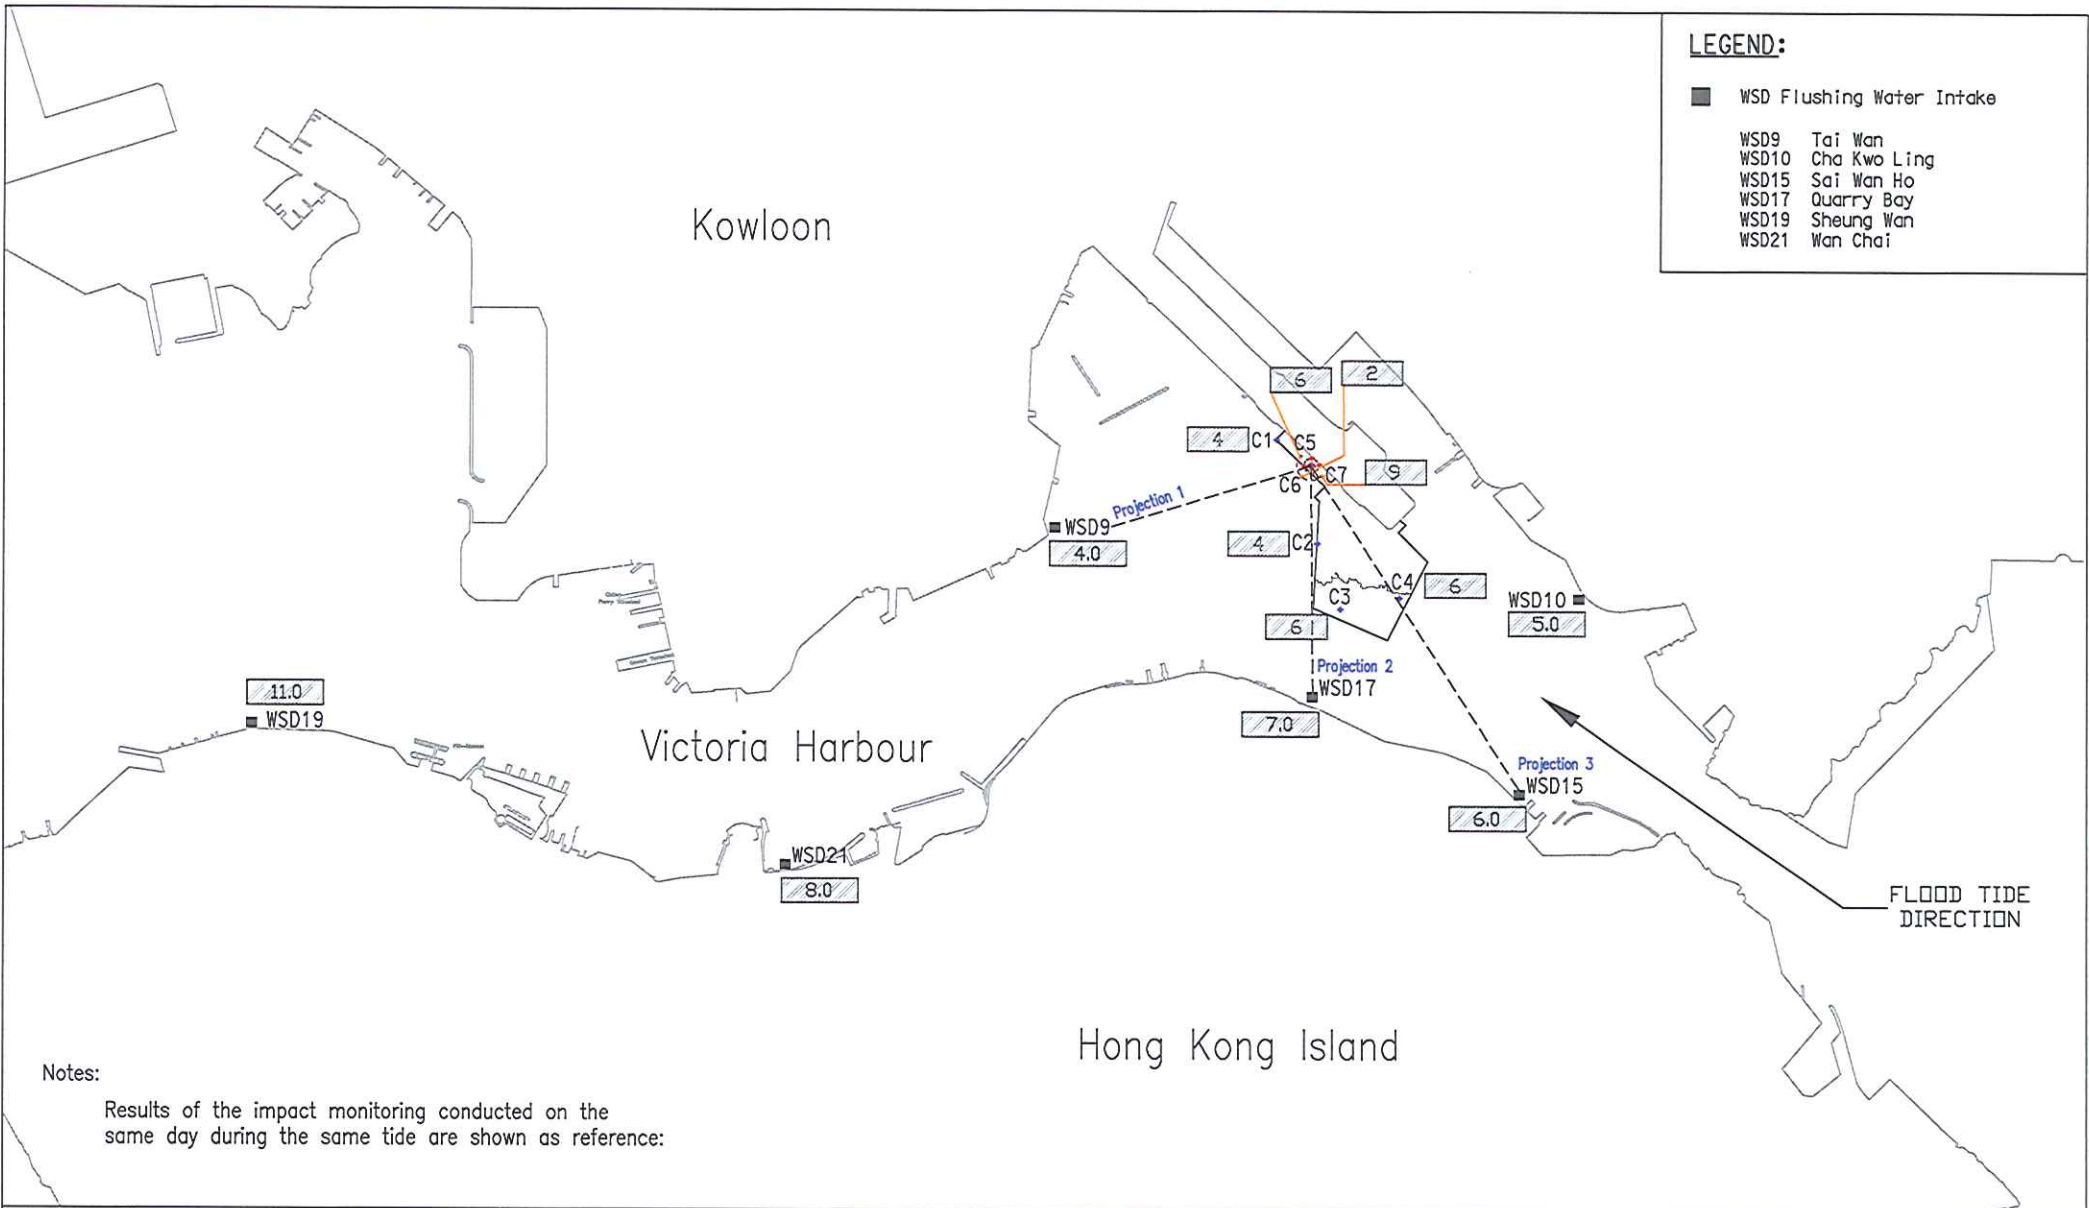 LEGEND:
WSD Flushing Water Intake
WSD9 Tai Wan
WSD10 Cha Kwo Ling
WSD15 Sai Wan Ho
WSD17 Quarry Bay
WSD19 Sheung Wan
WSD21 Wan Chai
Kowloon
6
2
4
C1
C5
9
C7
C6
Projection 1
WSD9
4.0
4
C2
C4
6
C3
6
WSD10
5.0
Projection 2
WSD17
7.0
11.0
WSD19
Victoria Harbour
Projection 3
WSD15
6.0
WSD21
8.0
FLOOD TIDE
DIRECTION
Hong Kong Island
Notes:
Results of the impact monitoring conducted on the
same day during the same tide are shown as reference: